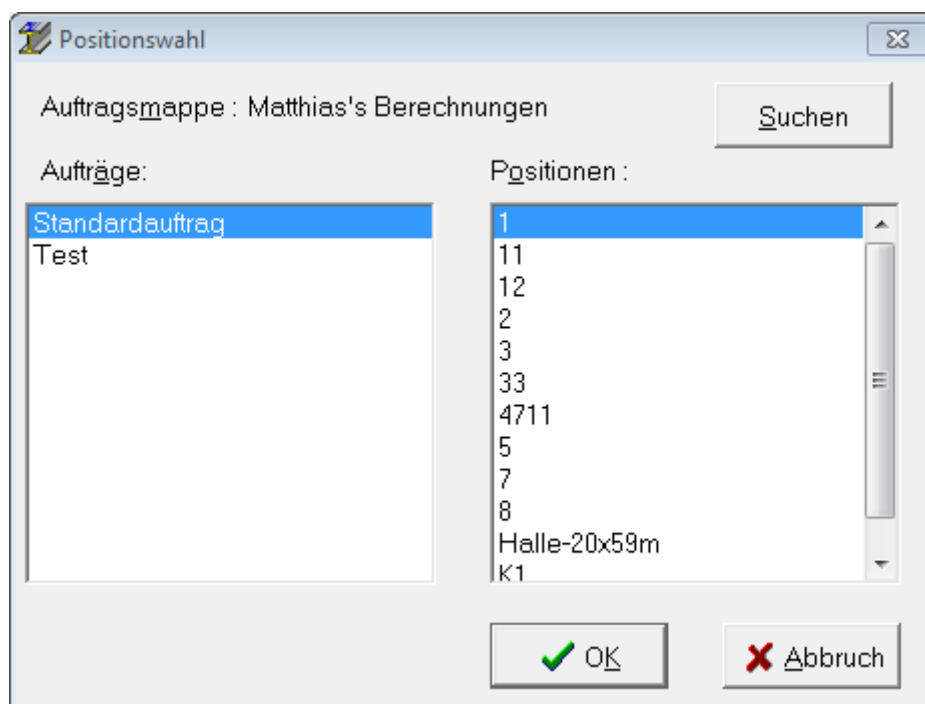 Positionswahl
Auftragsmappe : Matthias's Berechnungen
Suchen
Aufträge:
Standardauftrag
Test
Positionen :
1
11
12
2
3
33
4711
5
7
8
Halle-20x59m
K1
OK
Abbruch